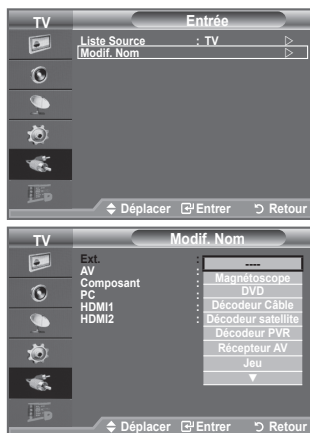 TV Entrée
Liste Source : TV ▷
Modif. Nom ▷
Déplacer Entrer Retour
TV Modif. Nom
Ext. : ----
AV :
Composant : Magnétoscope
PC : DVD
HDMI1 : Décodeur Câble
HDMI2 : Décodeur satellite
Décodeur PVR
Récepteur AV
Jeu
▼
Déplacer Entrer Retour